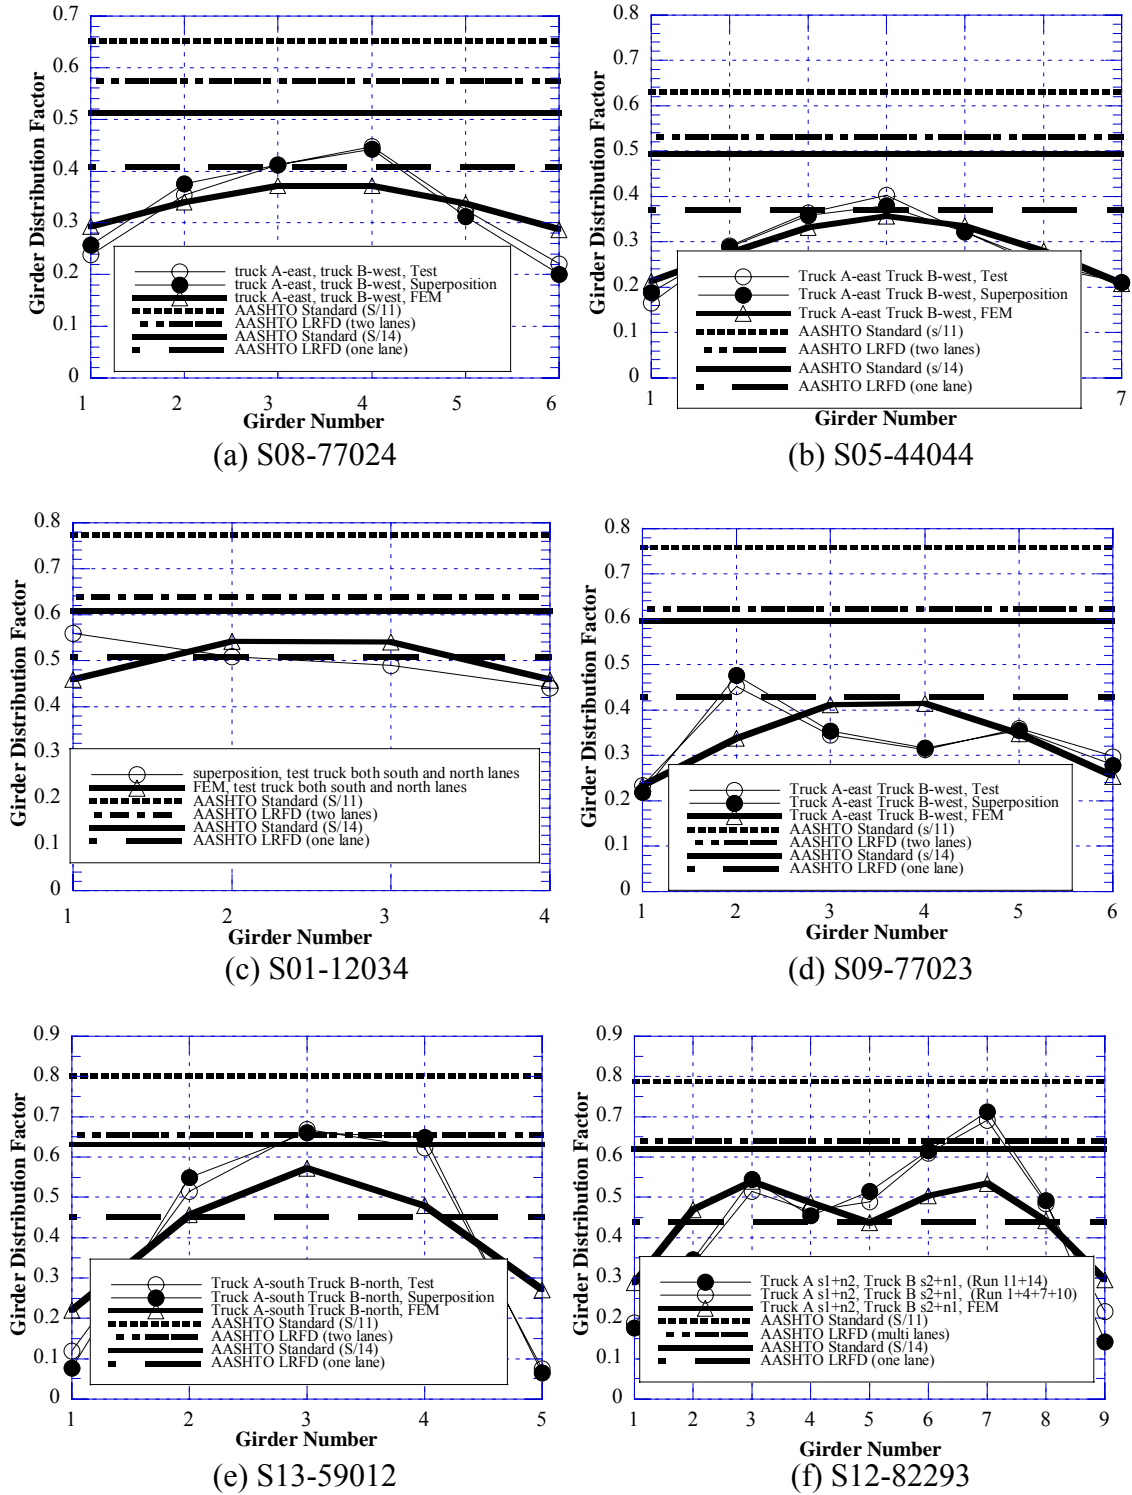 Girder Distribution Factor
0.7
0.6
0.5
0.4
0.3
0.2
0.1
0
truck A-east, truck B-west, Test
truck A-east, truck B-west, Superposition
truck A-east, truck B-west, FEM
AASHTO Standard (S/11)
AASHTO LRFD (two lanes)
AASHTO Standard (S/14)
AASHTO LRFD (one lane)
1 2 3 4 5 6
Girder Number
(a) S08-77024
Girder Distribution Factor
0.8
0.7
0.6
0.5
0.4
0.3
0.2
0.1
0
Truck A-east Truck B-west, Test
Truck A-east Truck B-west, Superposition
Truck A-east Truck B-west, FEM
AASHTO Standard (s/11)
AASHTO LRFD (two lanes)
AASHTO Standard (s/14)
AASHTO LRFD (one lane)
1 7
Girder Number
(b) S05-44044
Girder Distribution Factor
0.8
0.7
0.6
0.5
0.4
0.3
0.2
0.1
0
superposition, test truck both south and north lanes
FEM, test truck both south and north lanes
AASHTO Standard (S/11)
AASHTO LRFD (two lanes)
AASHTO Standard (S/14)
AASHTO LRFD (one lane)
1 2 3 4
Girder Number
(c) S01-12034
Girder Distribution Factor
0.8
0.7
0.6
0.5
0.4
0.3
0.2
0.1
0
Truck A-east Truck B-west, Test
Truck A-east Truck B-west, Superposition
Truck A-east Truck B-west, FEM
AASHTO Standard (s/11)
AASHTO LRFD (two lanes)
AASHTO Standard (s/14)
AASHTO LRFD (one lane)
1 2 3 4 5 6
Girder Number
(d) S09-77023
Girder Distribution Factor
0.9
0.8
0.7
0.6
0.5
0.4
0.3
0.2
0.1
0
Truck A-south Truck B-north, Test
Truck A-south Truck B-north, Superposition
Truck A-south Truck B-north, FEM
AASHTO Standard (S/11)
AASHTO LRFD (two lanes)
AASHTO Standard (S/14)
AASHTO LRFD (one lane)
1 2 3 4 5
Girder Number
(e) S13-59012
Girder Distribution Factor
0.9
0.8
0.7
0.6
0.5
0.4
0.3
0.2
0.1
0
Truck A s1+n2, Truck B s2+n1, (Run 11+14)
Truck A s1+n2, Truck B s2+n1, (Run 1+4+7+10)
Truck A s1+n2, Truck B s2+n1, FEM
AASHTO Standard (S/11)
AASHTO LRFD (multi lanes)
AASHTO Standard (S/14)
AASHTO LRFD (one lane)
1 2 3 4 5 6 7 8 9
Girder Number
(f) S12-82293